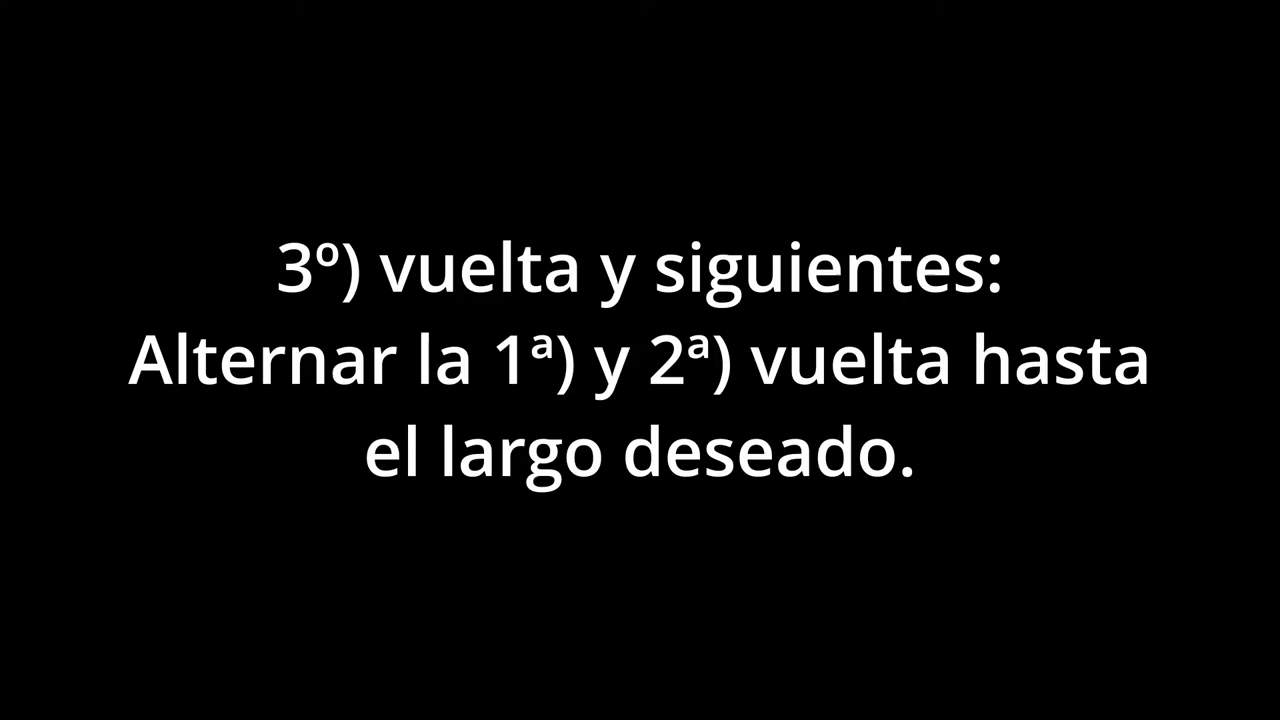 3º) vuelta y siguientes:
Alternar la 1ª) y 2ª) vuelta hasta
el largo deseado.